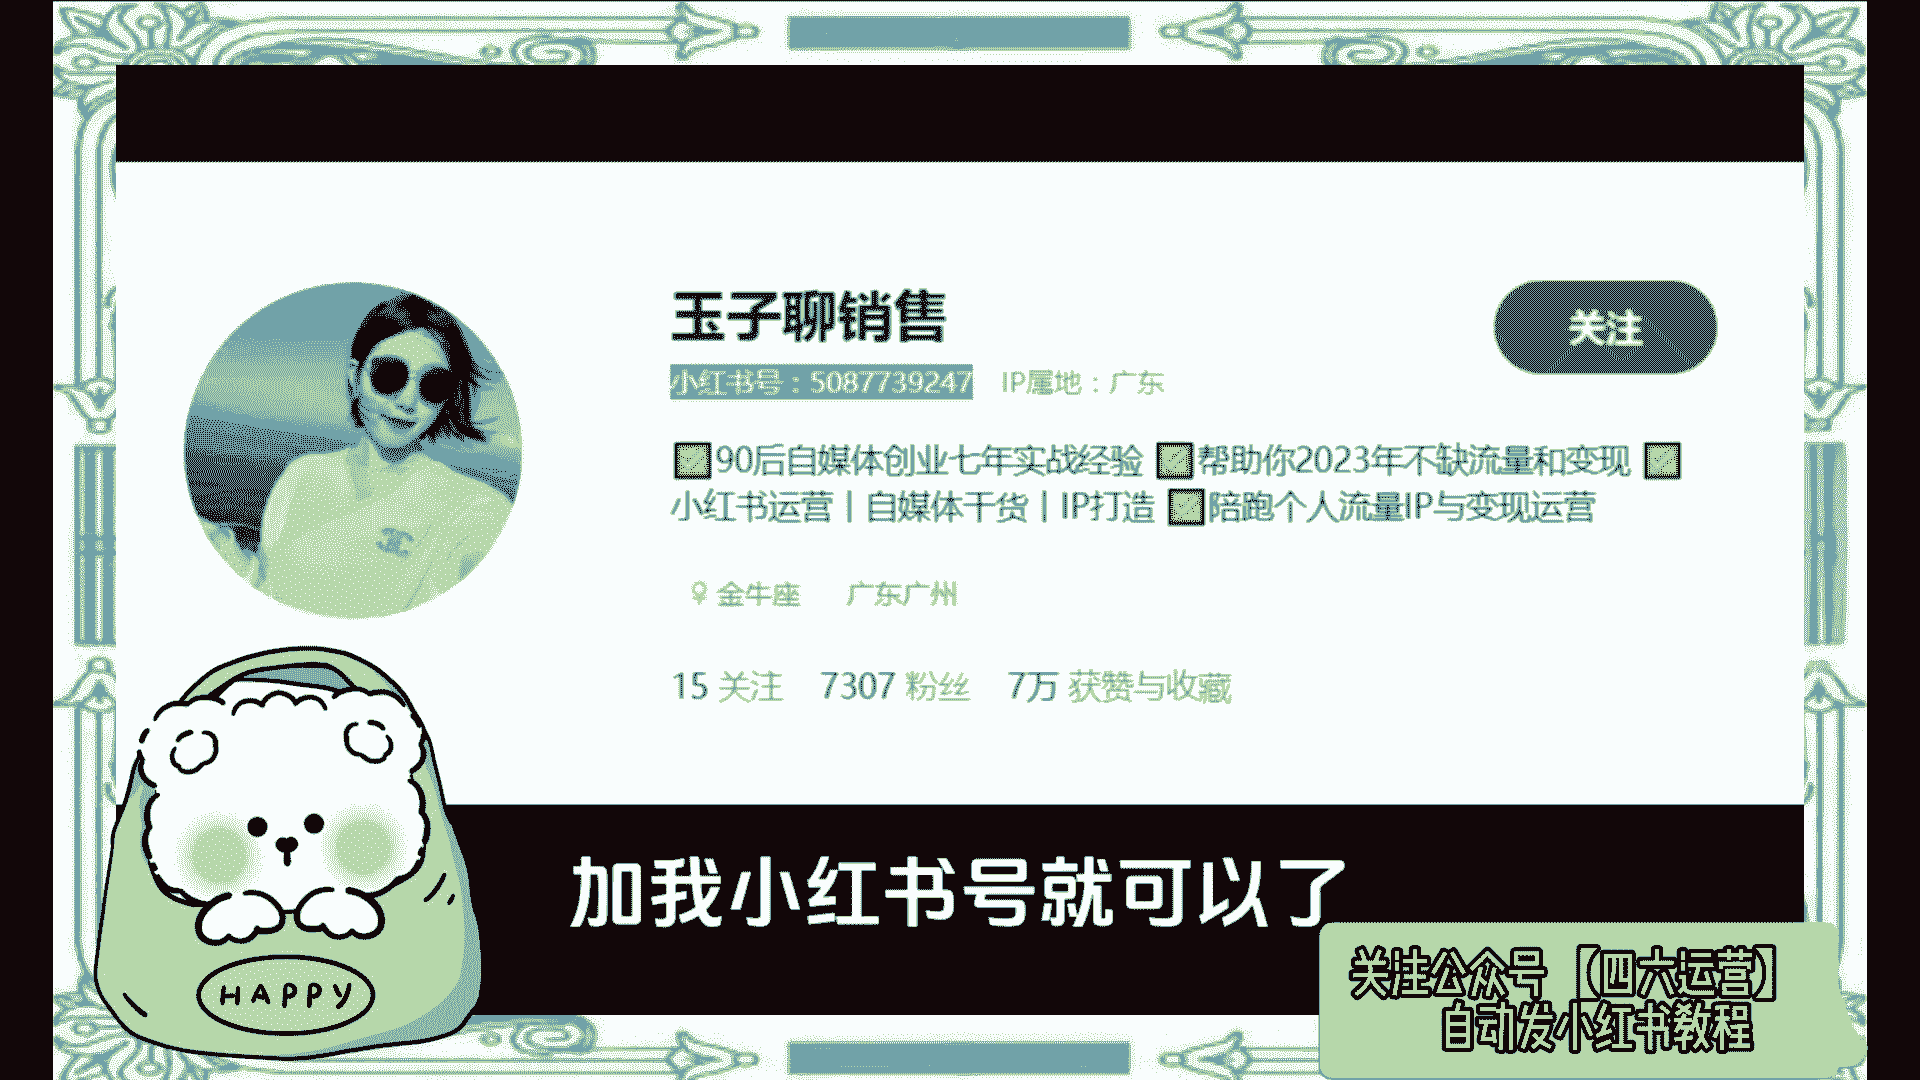 玉子聊销售
关注
小红书号：5087739247 IP属地：广东
90后自媒体创业七年实战经验 帮助你2023年不缺流量和变现
小红书运营丨自媒体干货丨IP打造 陪跑个人流量IP与变现运营
♀ 金牛座 广东广州
15 关注 7307 粉丝 7万 获赞与收藏
加我小红书号就可以了
HAPPY
关注公众号【四六运营】
自动发小红书教程